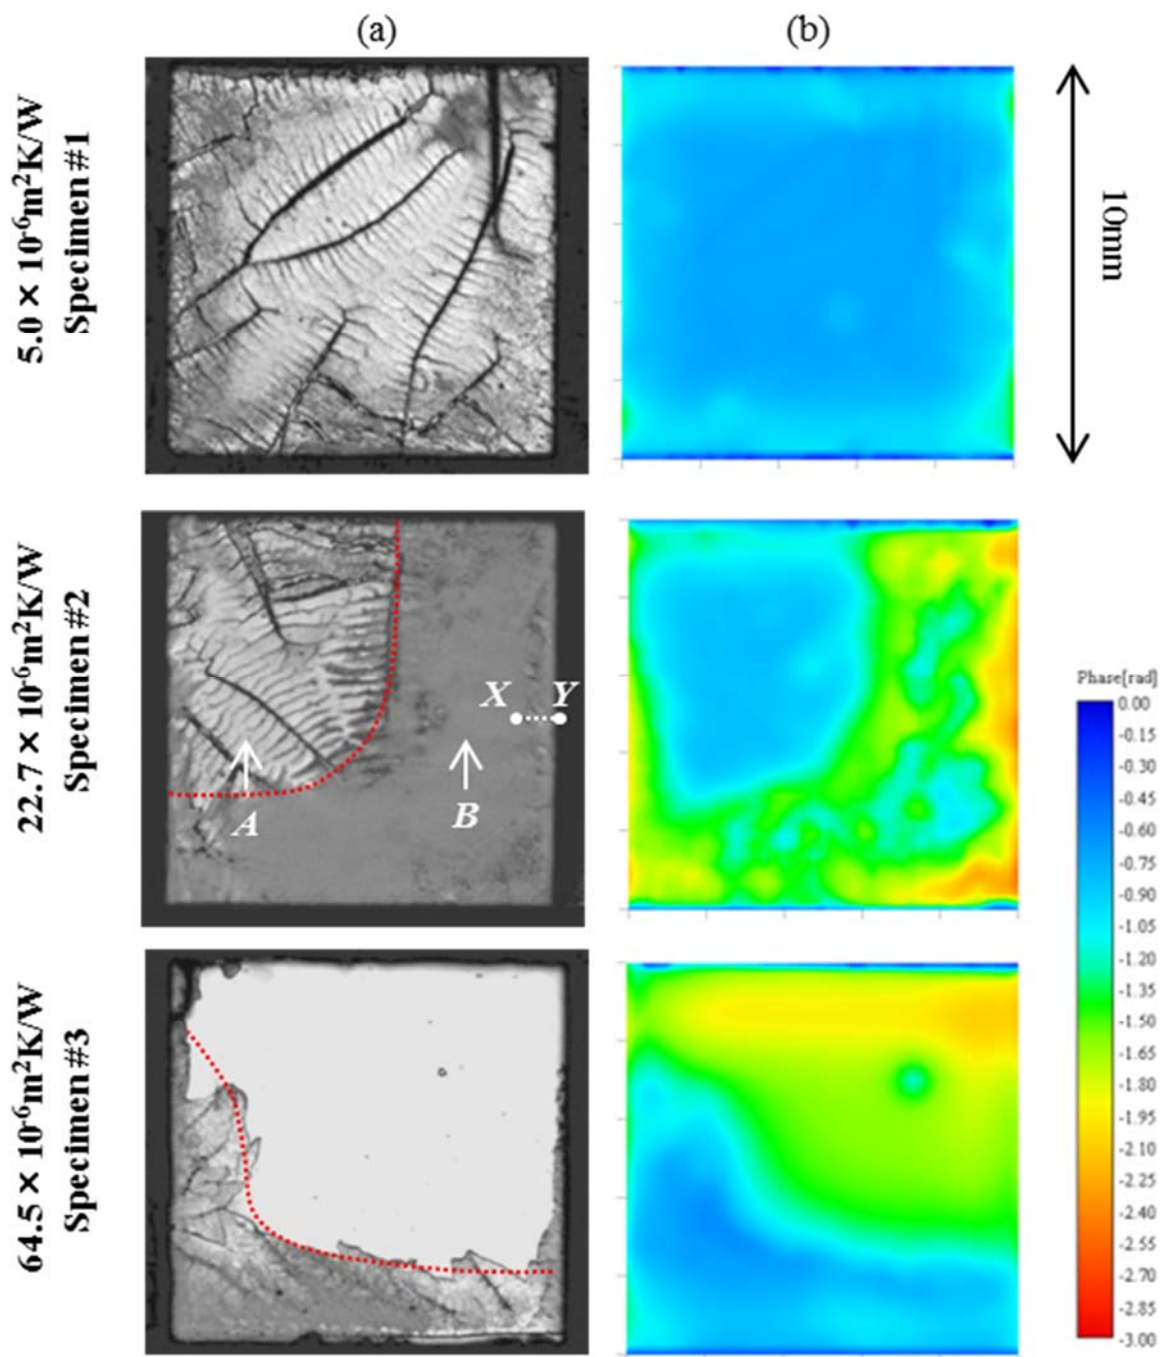 (a)
(b)
5.0 × 10⁻⁶m²K/W
Specimen#1
10mm
22.7 × 10⁻⁶m²K/W
Specimen#2
X
Y
A
B
64.5 × 10⁻⁶m²K/W
Specimen#3
Phase[rad]
0.00
-0.15
-0.30
-0.45
-0.60
-0.75
-0.90
-1.05
-1.20
-1.35
-1.50
-1.65
-1.80
-1.95
-2.10
-2.25
-2.40
-2.55
-2.70
-2.85
-3.00